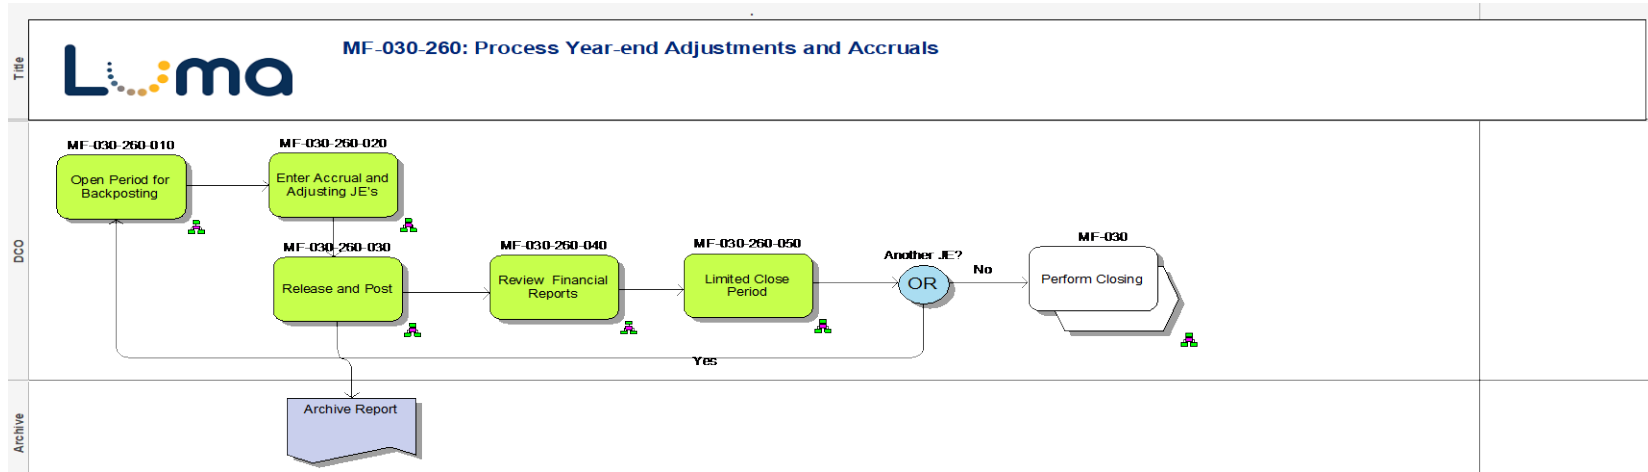 Title
Luma
MF-030-260: Process Year-end Adjustments and Accruals
DCO
MF-030-260-010
Open Period for
Backposting
MF-030-260-020
Enter Accrual and
Adjusting JE's
MF-030-260-030
Release and Post
MF-030-260-040
Review Financial
Reports
MF-030-260-050
Limited Close
Period
Another JE?
OR
No
MF-030
Perform Closing
Yes
Archive
Archive Report